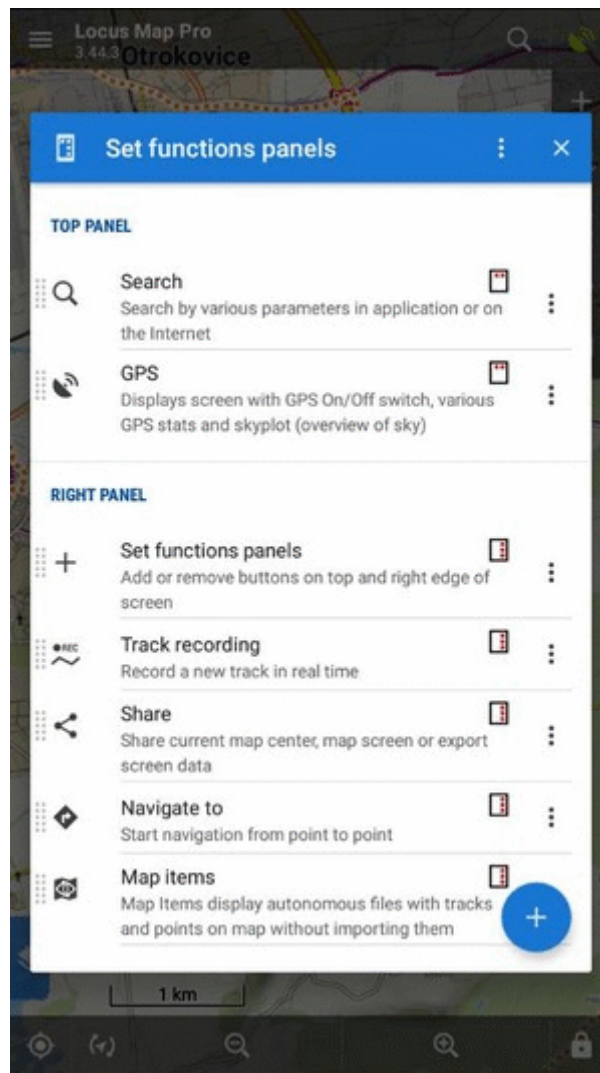 Locus Map Pro
3.44.3 Otrokovice
Set functions panels
TOP PANEL
Search
Search by various parameters in application or on
the Internet
GPS
Displays screen with GPS On/Off switch, various
GPS stats and skyplot (overview of sky)
RIGHT PANEL
Set functions panels
Add or remove buttons on top and right edge of
screen
REC
Track recording
Record a new track in real time
Share
Share current map center, map screen or export
screen data
Navigate to
Start navigation from point to point
Map items
Map Items display autonomous files with tracks
and points on map without importing them
1 km